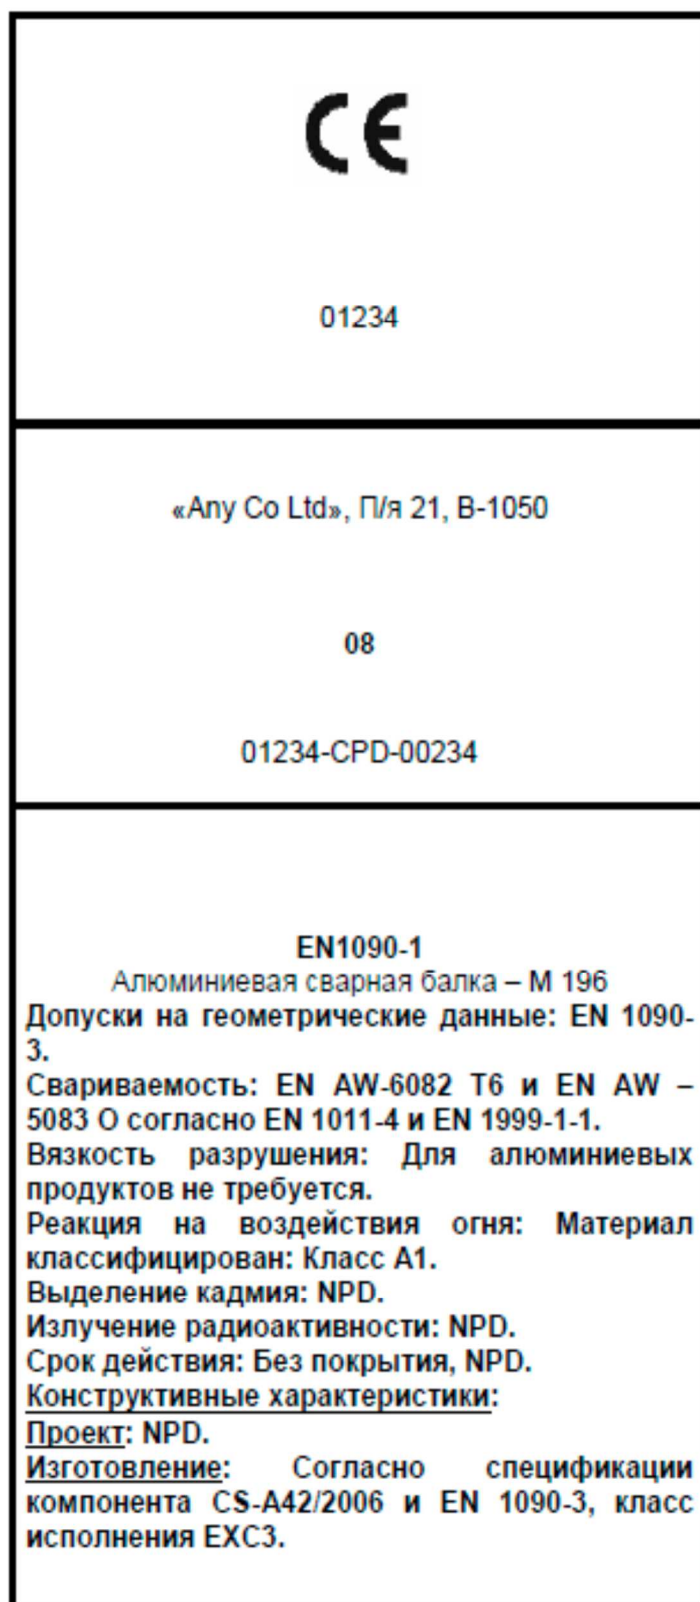 CE
01234
«Any Co Ltd», П/я 21, B-1050
08
01234-CPD-00234
EN1090-1
Алюминиевая сварная балка – М 196
Допуски на геометрические данные: EN 1090-
3.
Свариваемость: EN AW-6082 T6 и EN AW –
5083 O согласно EN 1011-4 и EN 1999-1-1.
Вязкость разрушения: Для алюминиевых
продуктов не требуется.
Реакция на воздействия огня: Материал
классифицирован: Класс А1.
Выделение кадмия: NPD.
Излучение радиоактивности: NPD.
Срок действия: Без покрытия, NPD.
Конструктивные характеристики:
Проект: NPD.
Изготовление: Согласно спецификации
компонента CS-A42/2006 и EN 1090-3, класс
исполнения EXC3.